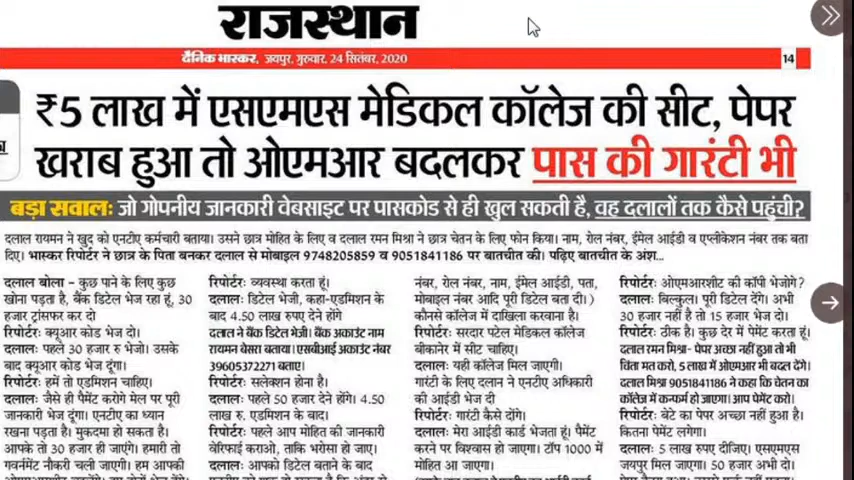 राजस्थान
दैनिक भास्कर, जयपुर, गुरुवार, 24 सितंबर, 2020
14
₹5 लाख में एसएमएस मेडिकल कॉलेज की सीट, पेपर
खराब हुआ तो ओएमआर बदलकर पास की गारंटी भी
बड़ा सवाल: जो गोपनीय जानकारी वेबसाइट पर पासकोड से ही खुल सकती है, वह दलालों तक कैसे पहुंची?
दलाल रायमन ने खुद को एनटीए कर्मचारी बताया। उसने छात्र मोहित के लिए व दलाल रमन मिश्रा ने छात्र चेतन के लिए फोन किया। नाम, रोल नंबर, ईमेल आईडी व एप्लीकेशन नंबर तक बता
दिए। भास्कर रिपोर्टर ने छात्र के पिता बनकर दलाल से मोबाइल 9748205859 व 9051841186 पर बातचीत की। पढ़िए बातचीत के अंश...
दलाल बोला - कुछ पाने के लिए कुछ
खोना पड़ता है, बैंक डिटेल भेज रहा हूं, 30
हजार ट्रांसफर कर दो
रिपोर्टर: क्यूआर कोड भेज दो।
दलाल: पहले 30 हजार रु भेजो। उसके
बाद क्यूआर कोड भेज दूंगा।
रिपोर्टर: हमें तो एडमिशन चाहिए।
दलाल: जैसे ही पैमेंट करोगे मेल पर पूरी
जानकारी भेज दूंगा। एनटीए का ध्यान
रखना पड़ता है। मुकदमा हो सकता है।
आपके तो 30 हजार ही जाएंगे। हमारी तो
गवर्नमेंट नौकरी चली जाएगी। हम आपकी
रिपोर्टर: व्यवस्था करता हूं।
दलाल: डिटेल भेजी, कहा-एडमिशन के
बाद 4.50 लाख रुपए देने होंगे
दलाल ने बैंक डिटेल भेजी। बैंक अकाउंट नाम
रायमन बेसरा बताया। एसबीआई अकाउंट नंबर
39605372271 बताए।
रिपोर्टर: सलेक्शन होना है।
दलाल: पहले 50 हजार देने होंगे। 4.50
लाख रु. एडमिशन के बाद।
रिपोर्टर: पहले आप मोहित की जानकारी
वेरिफाई कराओ, ताकि भरोसा हो जाए।
दलाल: आपको डिटेल बताने के बाद
नंबर, रोल नंबर, नाम, ईमेल आईडी, पता,
मोबाइल नंबर आदि पूरी डिटेल बता दी।)
कौनसे कॉलेज में दाखिला करवाना है।
रिपोर्टर: सरदार पटेल मेडिकल कॉलेज
बीकानेर में सीट चाहिए।
दलाल: यही कॉलेज मिल जाएगी।
गारंटी के लिए दलान ने एनटीए अधिकारी
की आईडी भेज दी
रिपोर्टर: गारंटी कैसे दोंगे।
दलाल: मेरा आईडी कार्ड भेजता हूं। पैमेंट
करने पर विश्वास हो जाएगा। टॉप 1000 में
मोहित आ जाएगा।
रिपोर्टर: ओएमआरशीट की कॉपी भेजोगे?
दलाल: बिल्कुल। पूरी डिटेल देंगे। अभी
30 हजार नहीं है तो 15 हजार भेज दो।
रिपोर्टर: ठीक है। कुछ देर में पेमेंट करता हूं।
दलाल रमन मिश्रा- पेपर अच्छा नहीं हुआ तो भी
चिंता मत करो, 5 लाख में ओएमआर भी बदल देंगे।
दलाल मिश्रा 9051841186 ने कहा कि चेतन का
कॉलेज में कन्फर्म हो जाएगा। आप पेमेंट करो।
रिपोर्टर: बेटे का पेपर अच्छा नहीं हुआ है।
कितना पेमेंट लगेगा।
दलाल: 5 लाख रुपए दीजिए। एसएमएस
जयपुर मिल जाएगा। 50 हजार अभी दो।